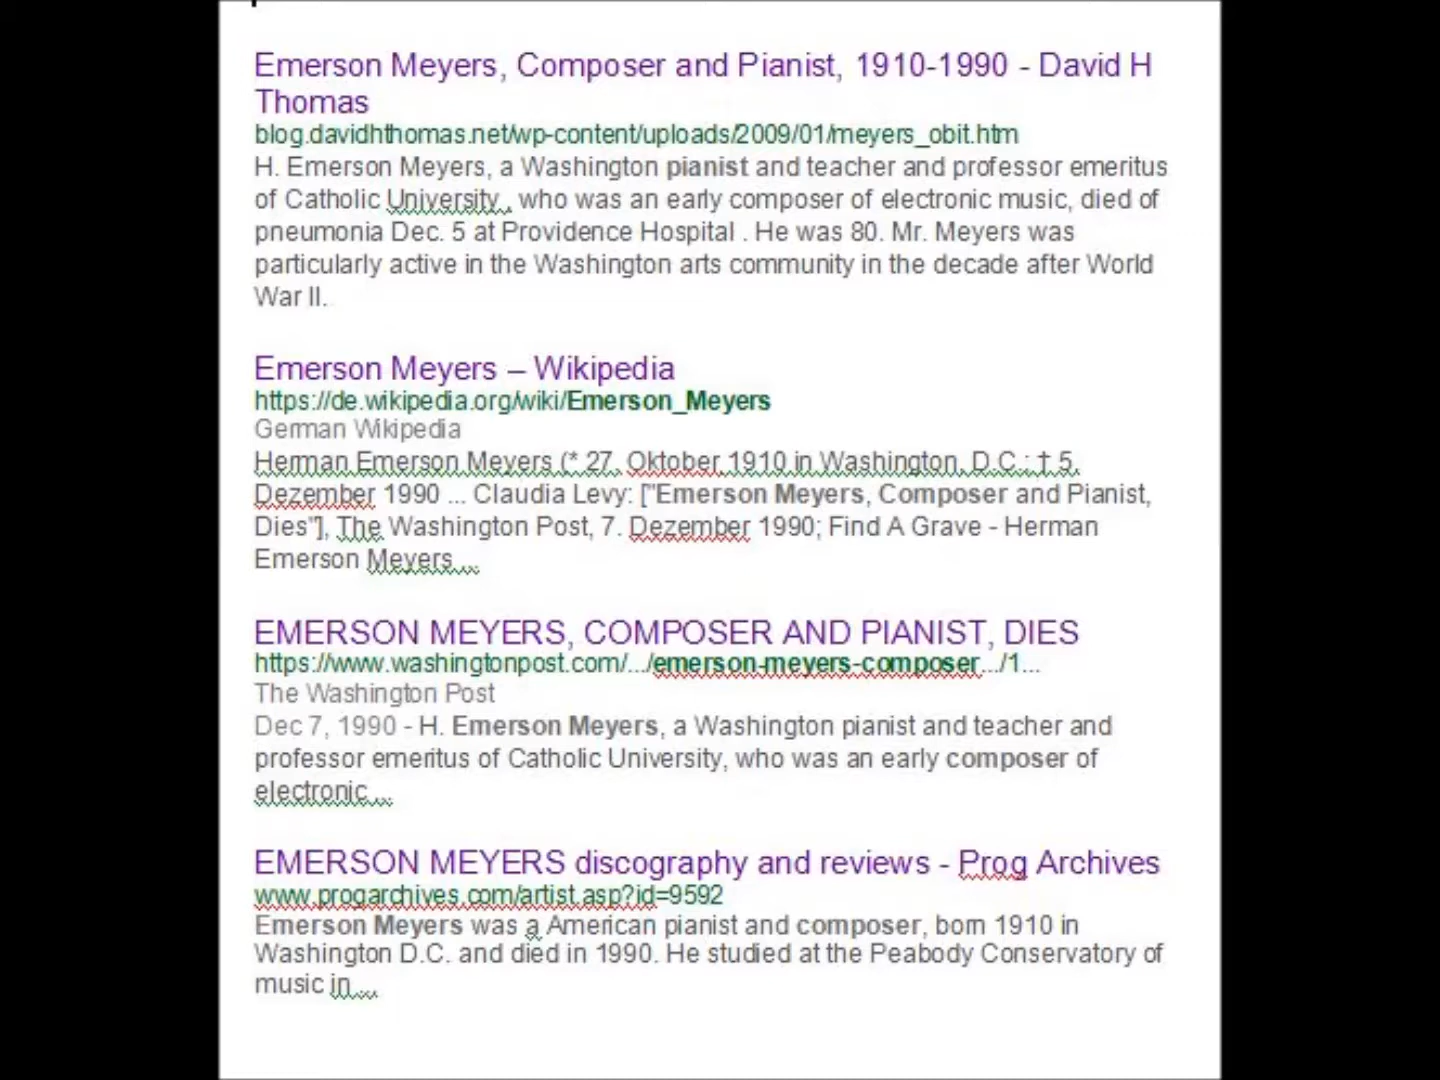 Emerson Meyers, Composer and Pianist, 1910-1990 - David H
Thomas
blog.davidhthomas.net/wp-content/uploads/2009/01/meyers_obit.htm
H. Emerson Meyers, a Washington pianist and teacher and professor emeritus
of Catholic University , who was an early composer of electronic music, died of
pneumonia Dec. 5 at Providence Hospital . He was 80. Mr. Meyers was
particularly active in the Washington arts community in the decade after World
War II.
Emerson Meyers – Wikipedia
https://de.wikipedia.org/wiki/Emerson_Meyers
German Wikipedia
Herman Emerson Meyers (* 27. Oktober 1910 in Washington, D.C.; † 5.
Dezember 1990 ... Claudia Levy: ["Emerson Meyers, Composer and Pianist,
Dies"], The Washington Post, 7. Dezember 1990; Find A Grave - Herman
Emerson Meyers ...
EMERSON MEYERS, COMPOSER AND PIANIST, DIES
https://www.washingtonpost.com/.../emerson-meyers-composer.../1...
The Washington Post
Dec 7, 1990 - H. Emerson Meyers, a Washington pianist and teacher and
professor emeritus of Catholic University, who was an early composer of
electronic ...
EMERSON MEYERS discography and reviews - Prog Archives
www.progarchives.com/artist.asp?id=9592
Emerson Meyers was a American pianist and composer, born 1910 in
Washington D.C. and died in 1990. He studied at the Peabody Conservatory of
music in ...